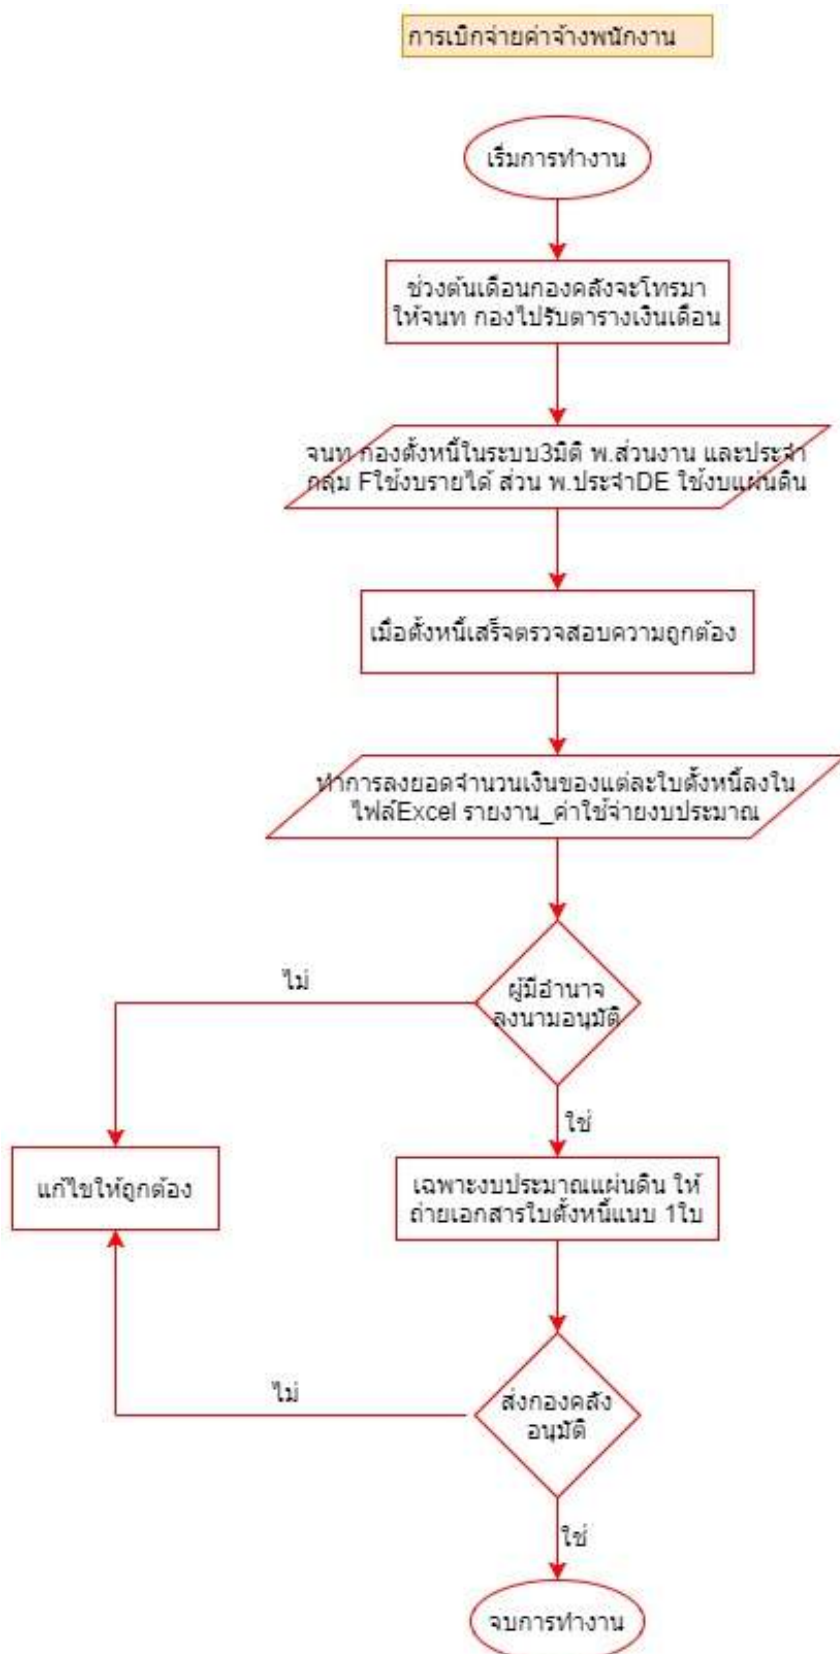 การเบิกจ่ายค่าจ้างพนักงาน
เริ่มการทำงาน
ช่วงต้นเดือนกองคลังจะโทรมา
ให้จนท กองไปรับตารางเงินเดือน
จนท กองตั้งหนี้ในระบบ3มิติ พ.ส่วนงาน และประจำ
กลุ่ม Fใช้งบรายได้ ส่วน พ.ประจำDE ใช้งบแผ่นดิน
เมื่อตั้งหนี้เสร็จตรวจสอบความถูกต้อง
ทำการลงยอดจำนวนเงินของแต่ละใบตั้งหนี้ลงใน
ไฟล์Excel รายงาน_ค่าใช้จ่ายงบประมาณ
ผู้มีอำนาจ
ลงนามอนุมัติ
ไม่
ใช่
แก้ไขให้ถูกต้อง
เฉพาะงบประมาณแผ่นดิน ให้
ถ่ายเอกสารใบตั้งหนี้แนบ 1ใบ
ส่งกองคลัง
อนุมัติ
ไม่
ใช่
จบการทำงาน